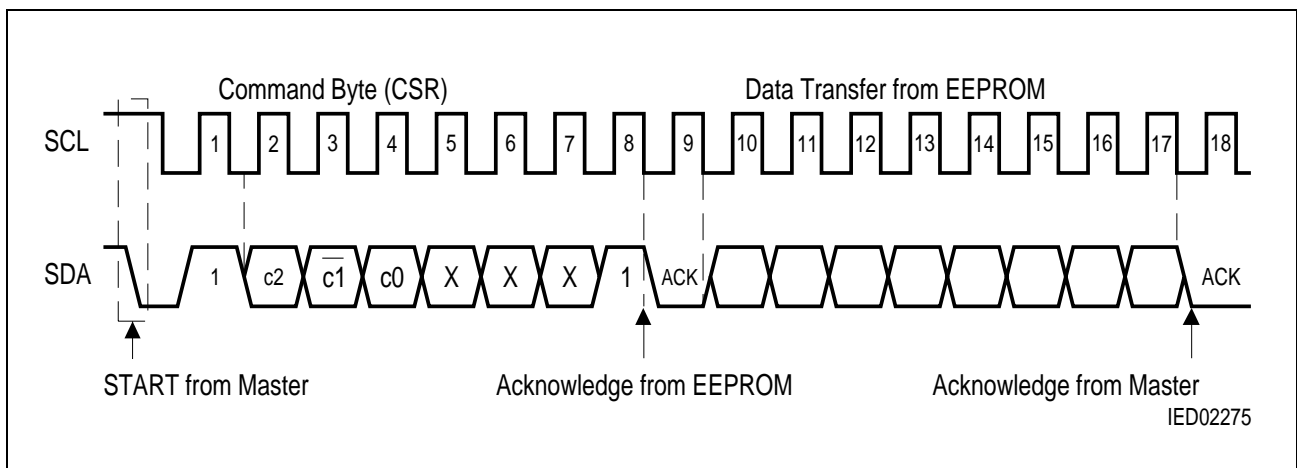 Command Byte (CSR) Data Transfer from EEPROM
SCL 1 2 3 4 5 6 7 8 9 10 11 12 13 14 15 16 17 18
SDA 1 c2 c̅1̅ c0 X X X 1 ACK ACK
START from Master Acknowledge from EEPROM Acknowledge from Master
IED02275